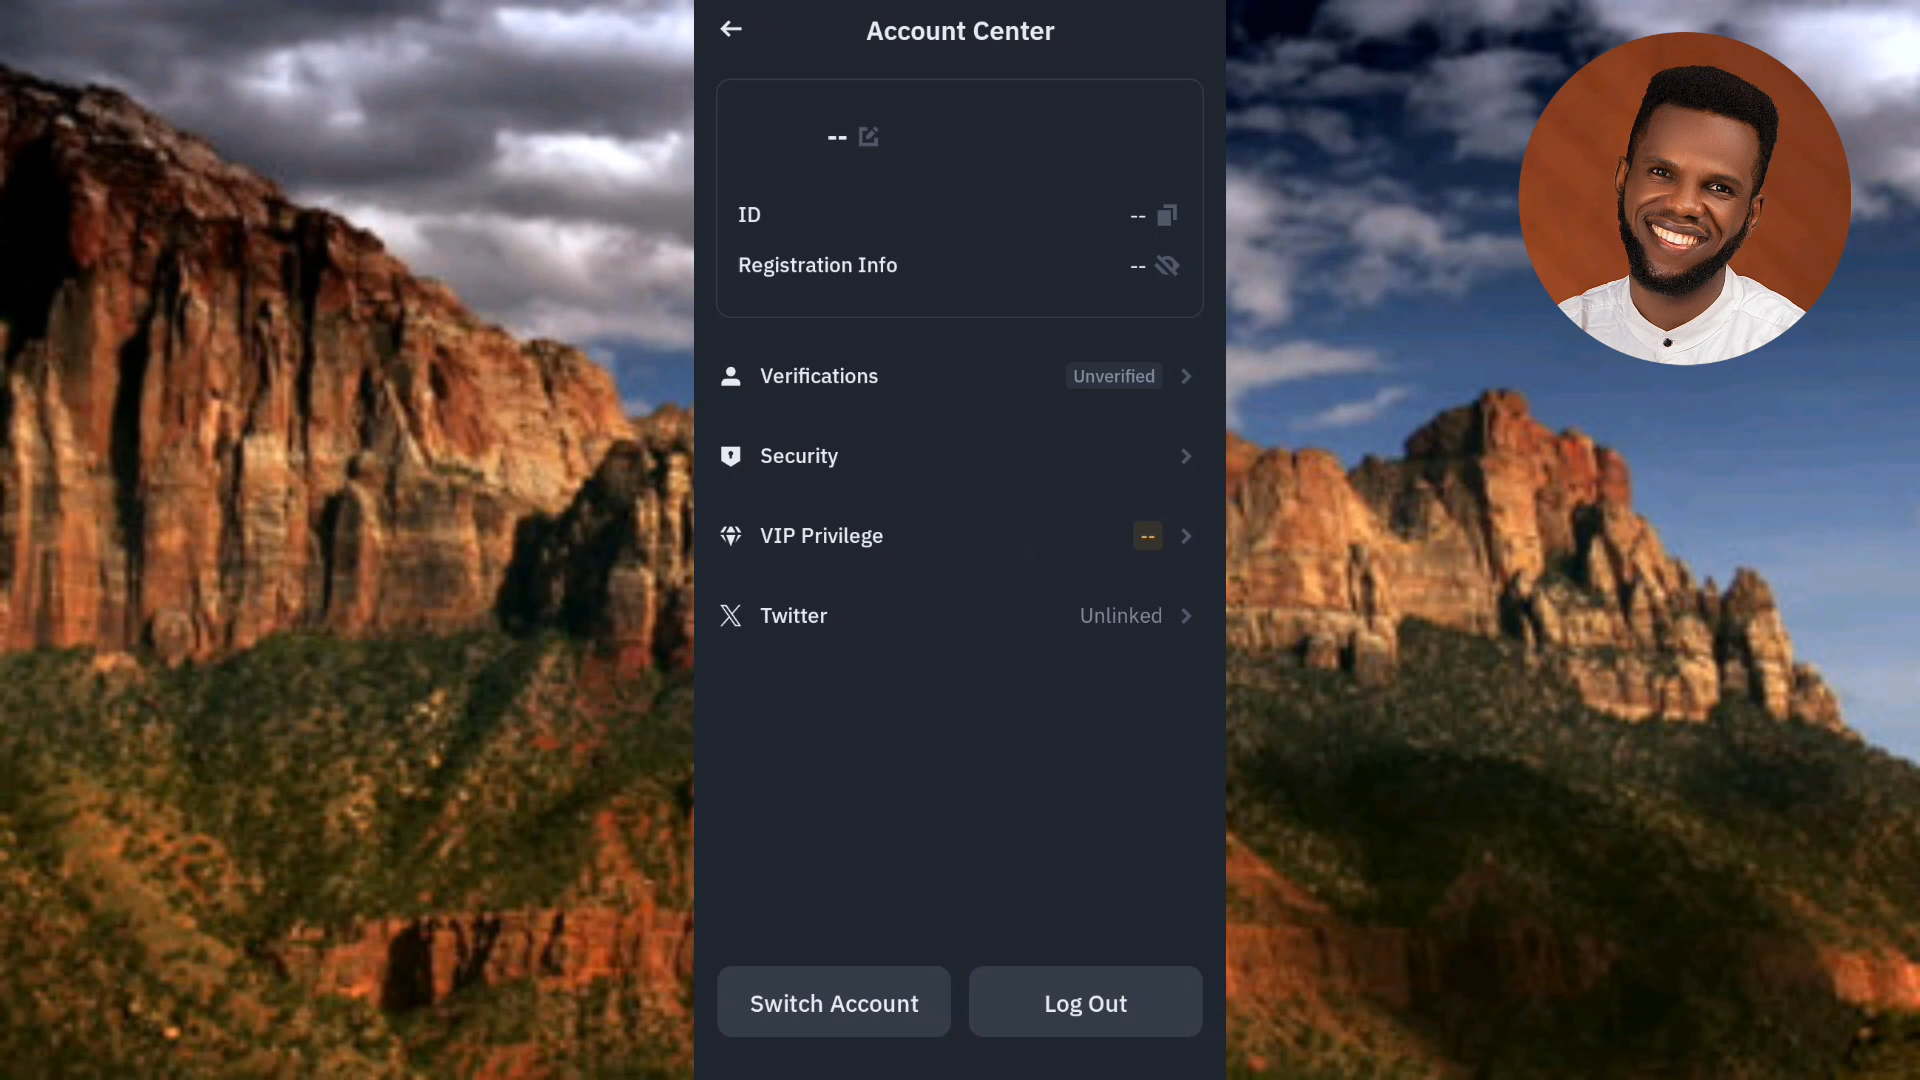 Account Center
--
ID --
Registration Info --
Verifications Unverified
Security
VIP Privilege --
Twitter Unlinked
Switch Account Log Out